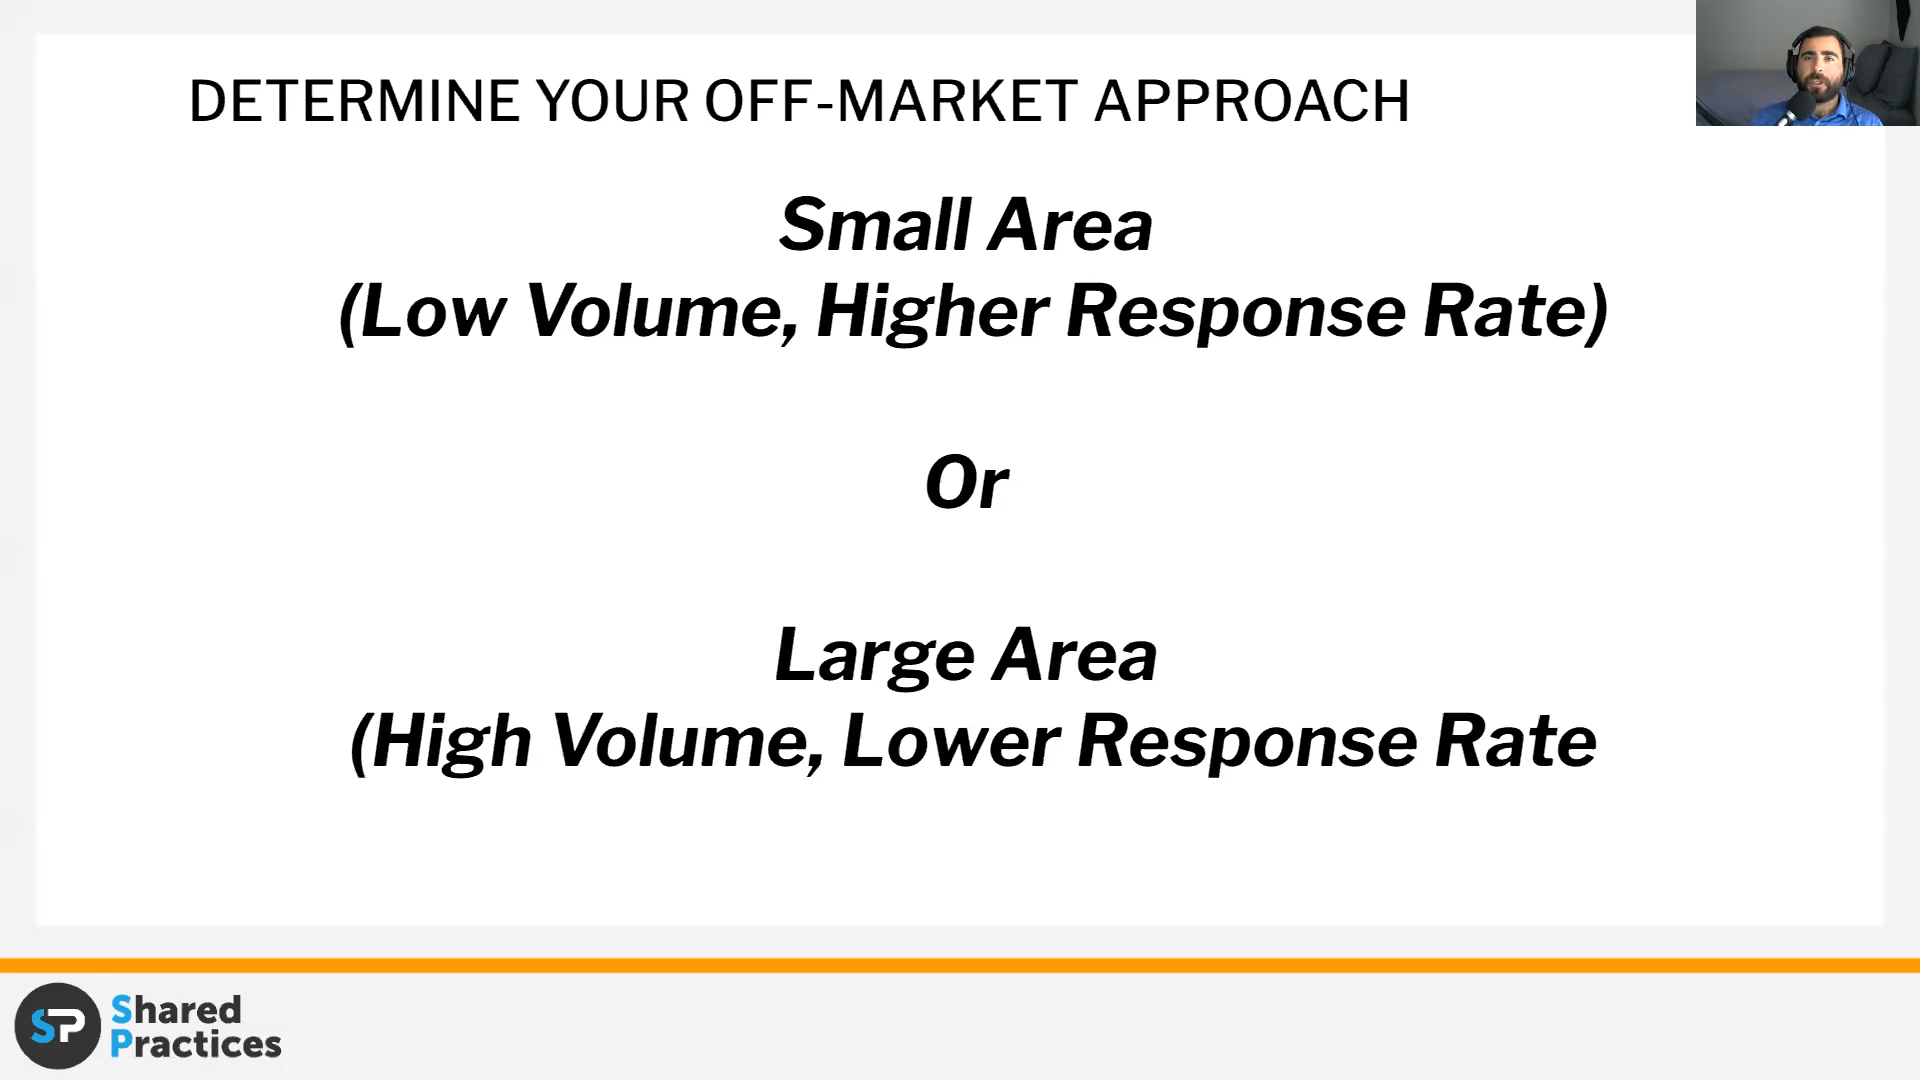 DETERMINE YOUR OFF-MARKET APPROACH
Small Area
(Low Volume, Higher Response Rate)
Or
Large Area
(High Volume, Lower Response Rate
SP
Shared
Practices